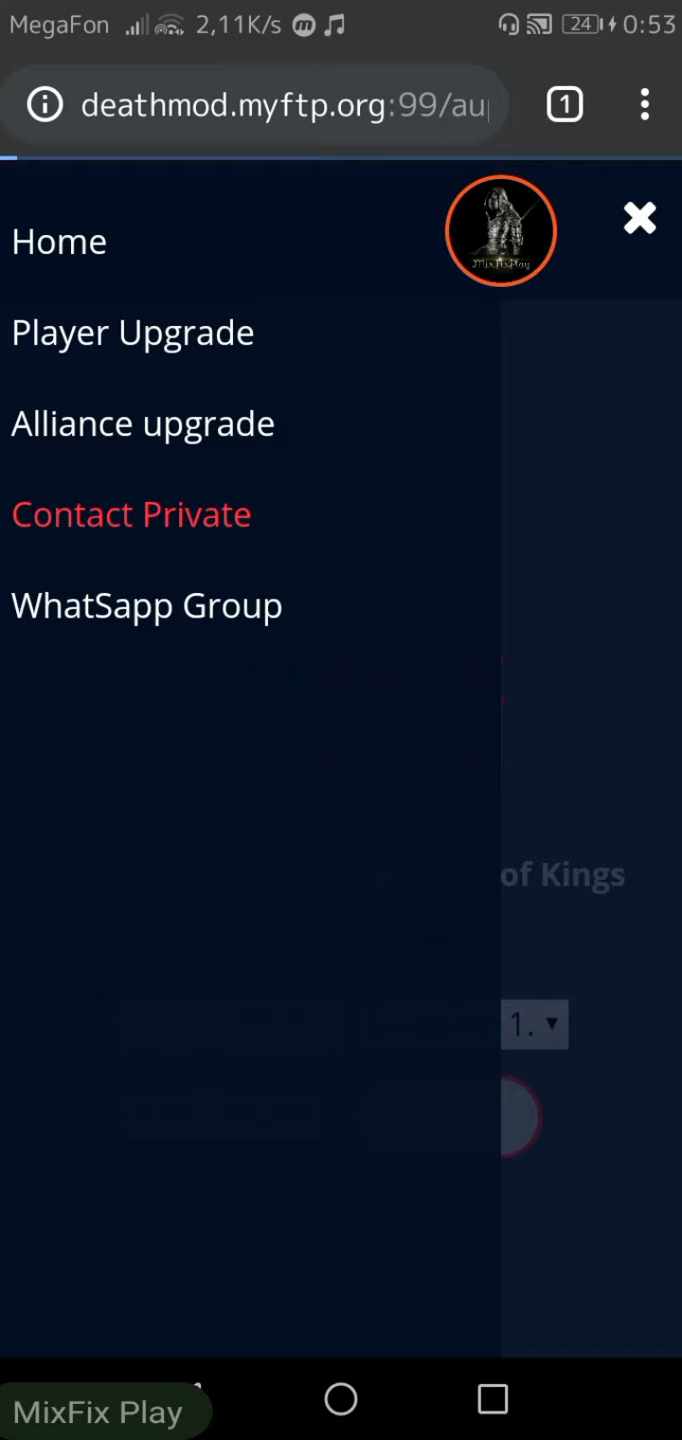 MegaFon 2,11K/s 24 0:53
deathmod.myftp.org:99/au
1
Home
MixFixPlay
Player Upgrade
Alliance upgrade
Contact Private
WhatSapp Group
of Kings
1.
MixFix Play